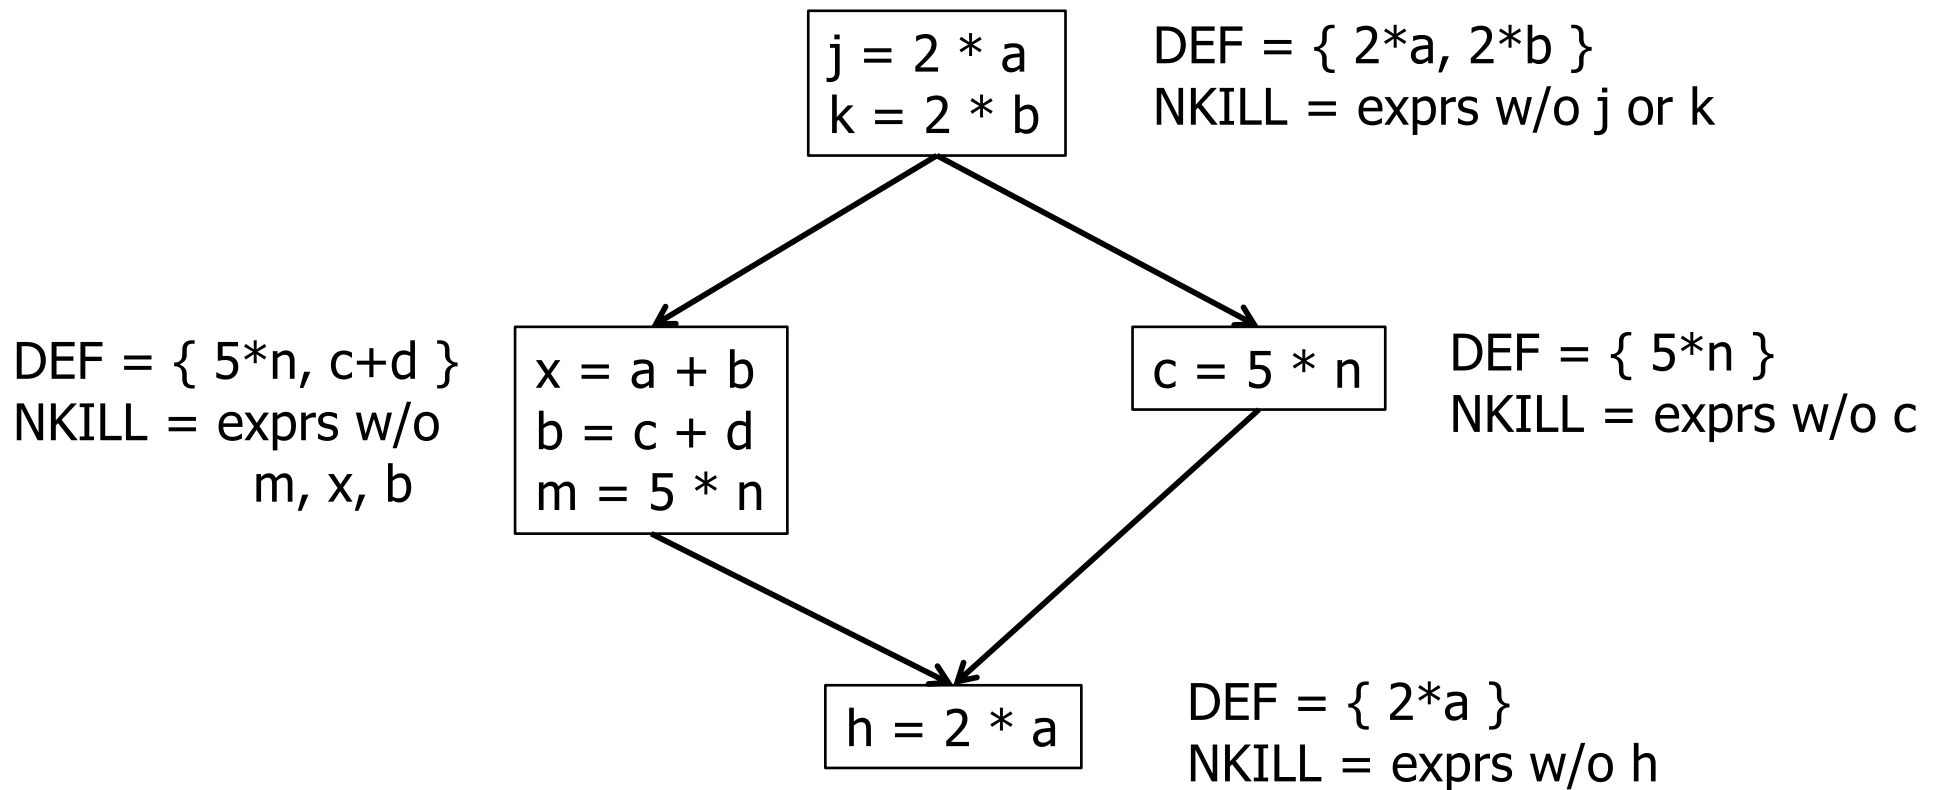 j = 2 * a
k = 2 * b
DEF = { 2*a, 2*b }
NKILL = exprs w/o j or k
DEF = { 5*n, c+d }
NKILL = exprs w/o
m, x, b
x = a + b
b = c + d
m = 5 * n
c = 5 * n
DEF = { 5*n }
NKILL = exprs w/o c
h = 2 * a
DEF = { 2*a }
NKILL = exprs w/o h